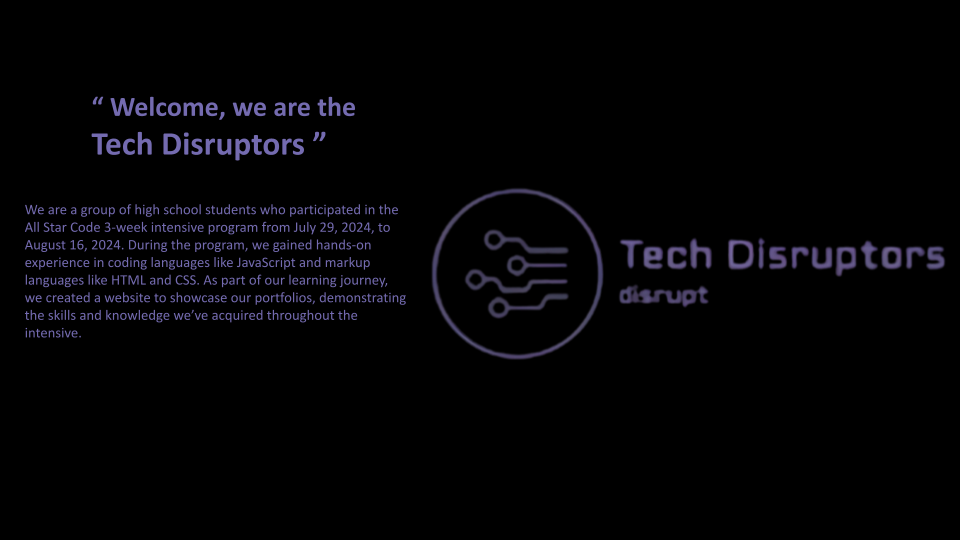 “ Welcome, we are the
Tech Disruptors ”
We are a group of high school students who participated in the
All Star Code 3-week intensive program from July 29, 2024, to
August 16, 2024. During the program, we gained hands-on
experience in coding languages like JavaScript and markup
languages like HTML and CSS. As part of our learning journey,
we created a website to showcase our portfolios, demonstrating
the skills and knowledge we’ve acquired throughout the
intensive.
Tech Disruptors
disrupt